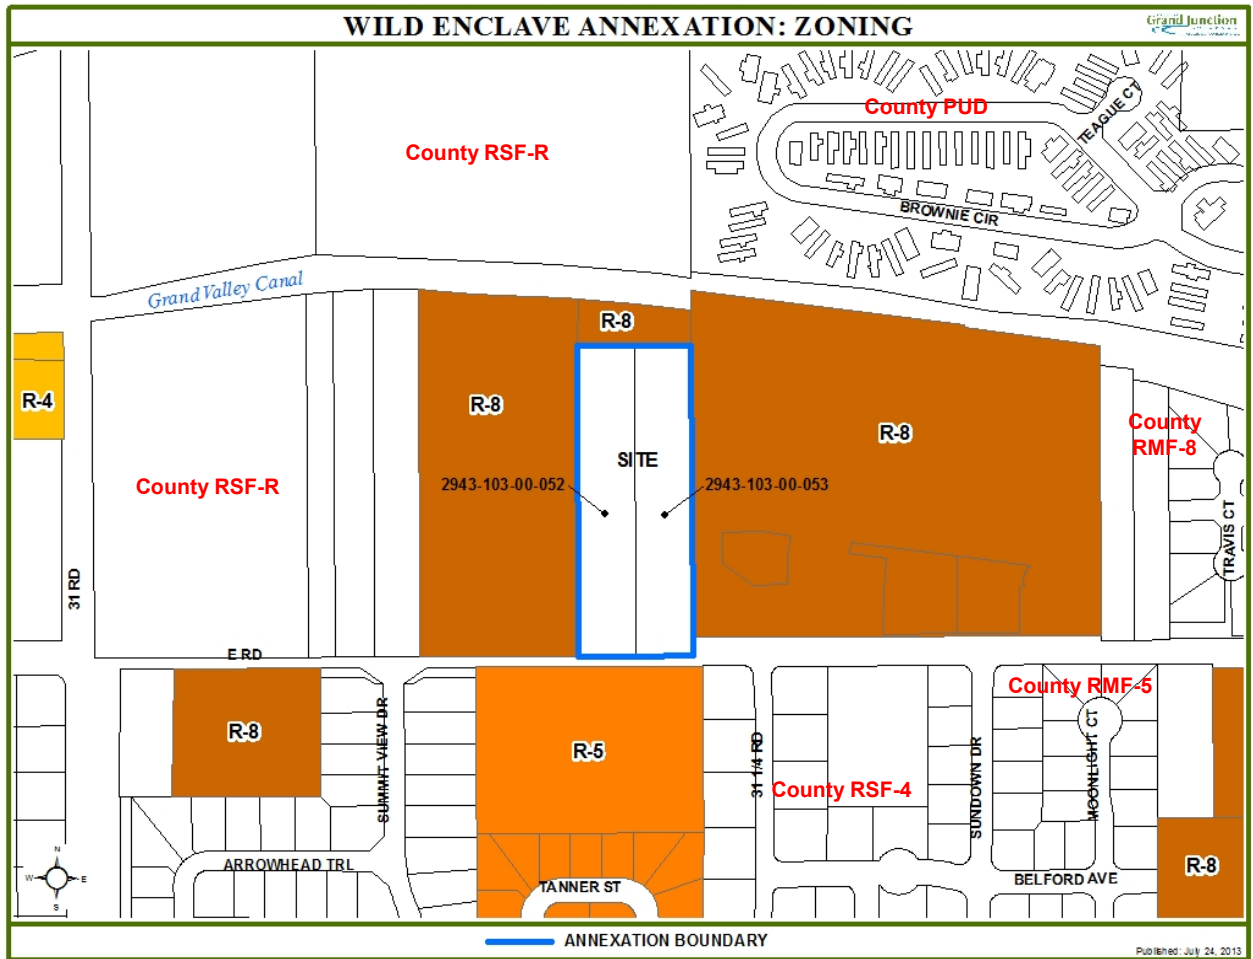 WILD ENCLAVE ANNEXATION: ZONING
Grand Junction
County PUD
TEAGUE CT
County RSF-R
BROWNIE CIR
Grand Valley Canal
R-8
R-4
R-8
R-8
County
RMF-8
SITE
County RSF-R
2943-103-00-052
2943-103-00-053
TRAVIS CT
31 RD
E RD
County RMF-5
R-8
SUMMIT VIEW DR
R-5
31 1/4 RD
County RSF-4
SUNDOWN DR
MOONLIGHT CT
ARROWHEAD TRL
R-8
N
W
E
S
TANNER ST
BELFORD AVE
ANNEXATION BOUNDARY
Published: July 24, 2013